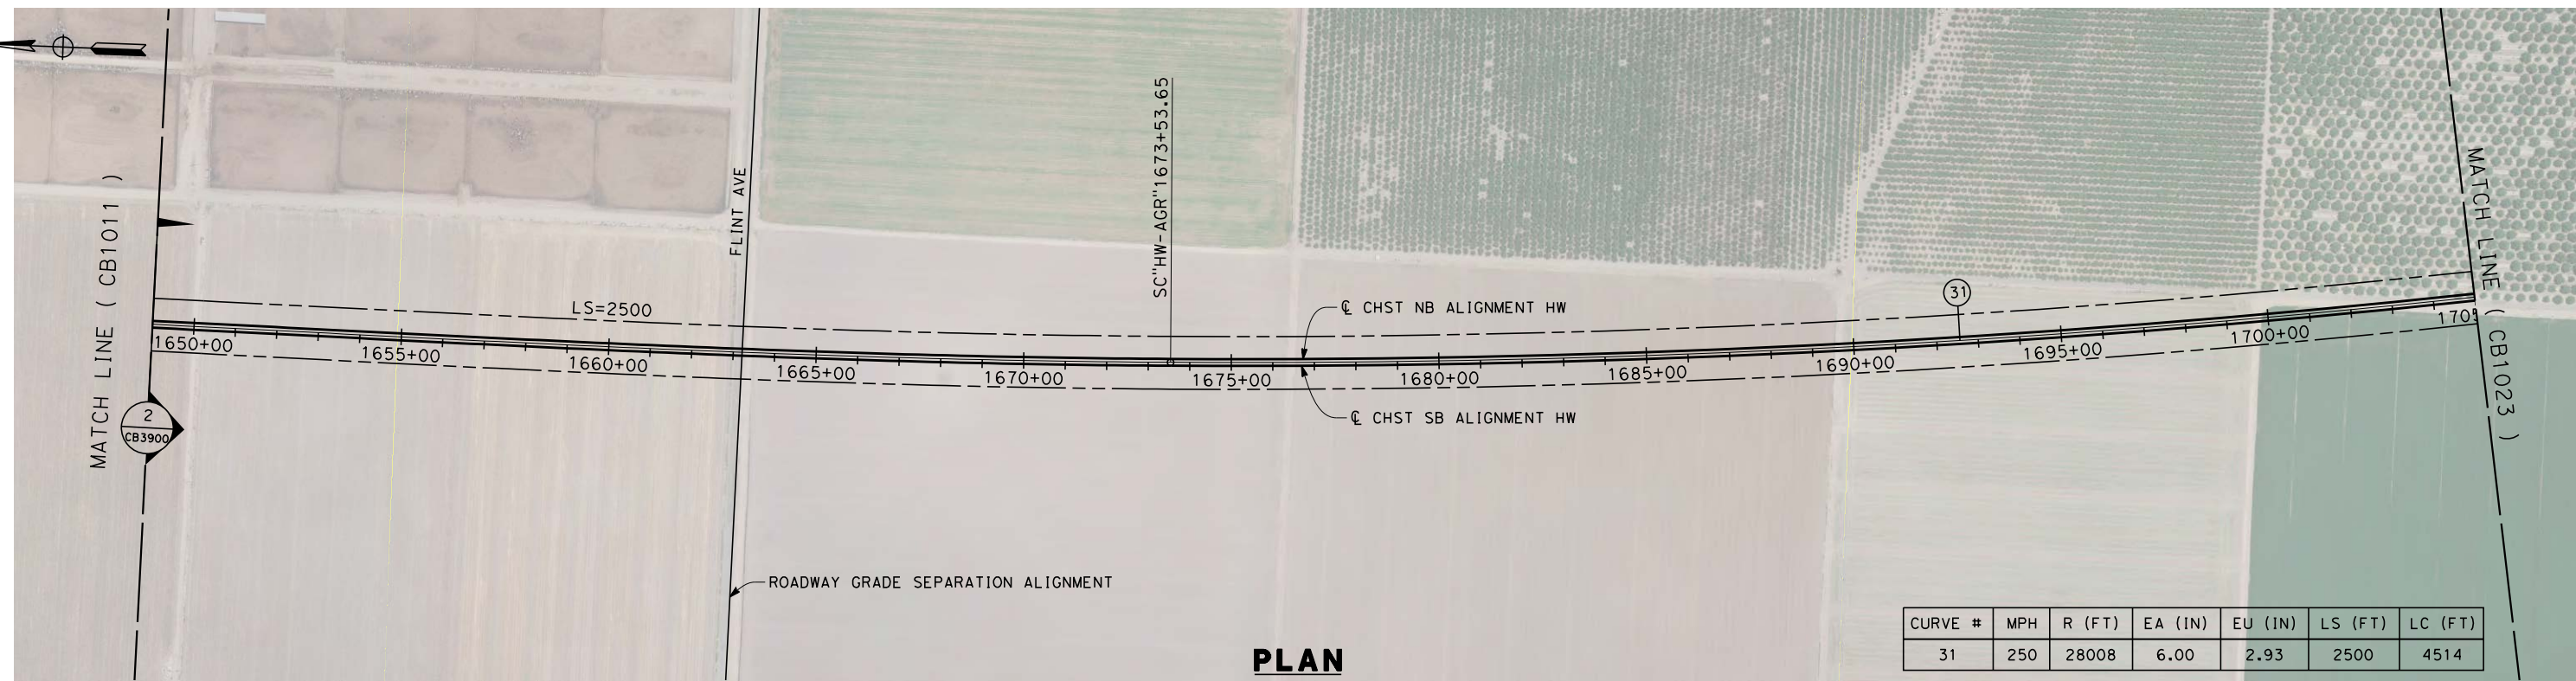 MATCH LINE ( CB1011 )
2
CB3900
FLINT AVE
LS=2500
SC"HW-AGR"1673+53.65
℄ CHST NB ALIGNMENT HW
31
MATCH LINE ( CB1023 )
1650+00
1655+00
1660+00
1665+00
1670+00
1675+00
1680+00
1685+00
1690+00
1695+00
1700+00
℄ CHST SB ALIGNMENT HW
ROADWAY GRADE SEPARATION ALIGNMENT
PLAN
CURVE # MPH R (FT) EA (IN) EU (IN) LS (FT) LC (FT)
31 250 28008 6.00 2.93 2500 4514